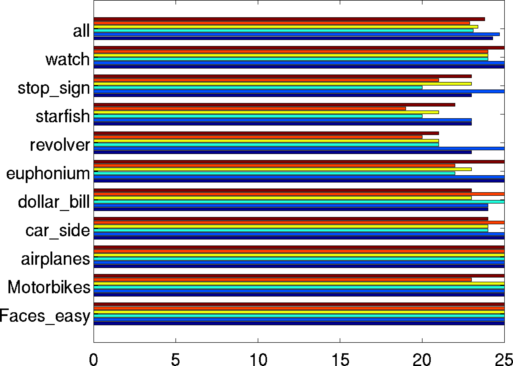 all
watch
stop_sign
starfish
revolver
euphonium
dollar_bill
car_side
airplanes
Motorbikes
Faces_easy
0 5 10 15 20 25